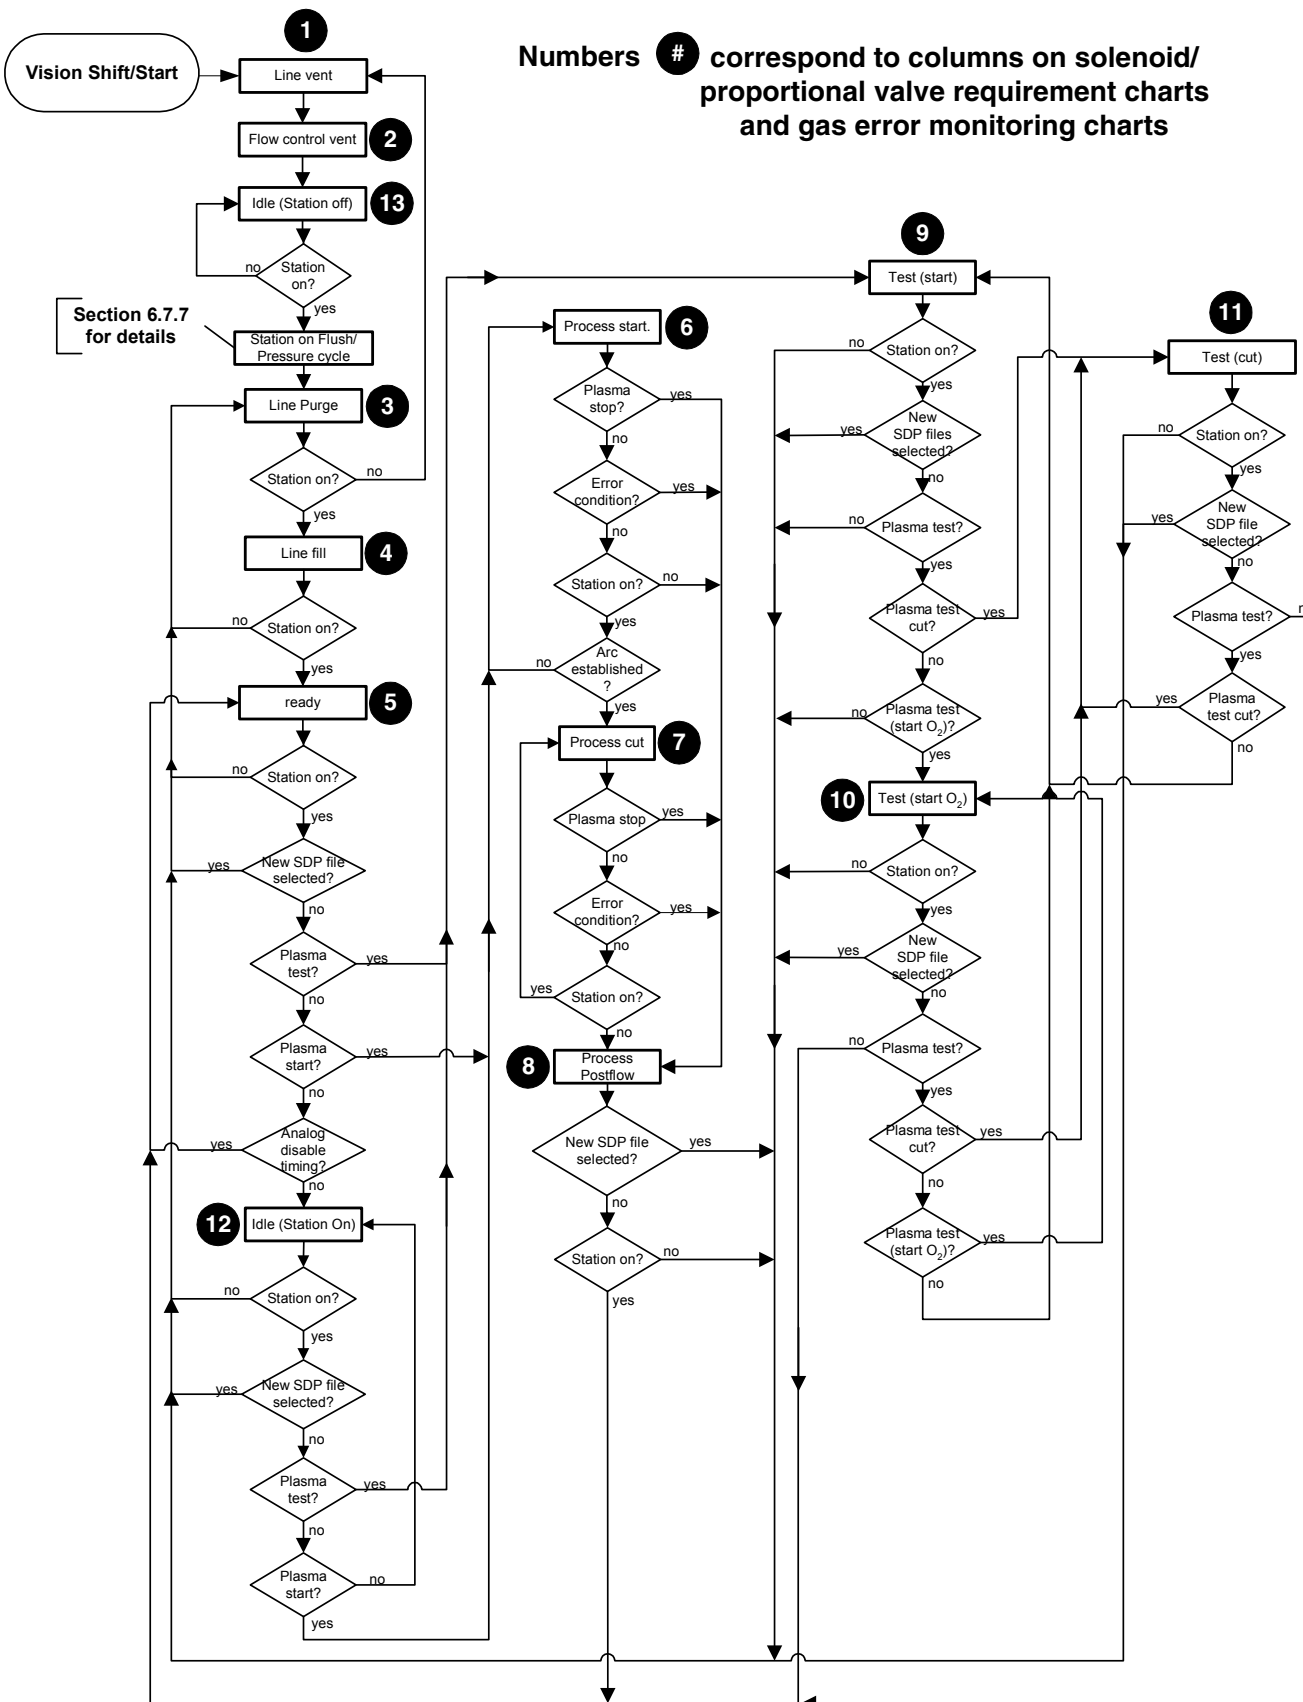 1
Vision Shift/Start
Line vent
Numbers # correspond to columns on solenoid/
proportional valve requirement charts
and gas error monitoring charts
Flow control vent
2
Idle (Station off)
13
no
Station
on?
yes
Section 6.7.7
for details
Station on Flush/
Pressure cycle
Line Purge
3
Station on?
no
yes
Line fill
4
no
Station on?
yes
ready
5
no
Station on?
yes
yes
New SDP file
selected?
no
Plasma
test?
yes
no
Plasma
start?
yes
no
yes
Analog
disable
timing?
no
12
Idle (Station On)
no
Station on?
yes
yes
New SDP file
selected?
no
Plasma
test?
yes
no
Plasma
start?
no
yes
Process start.
6
Plasma
stop?
yes
no
Error
condition?
yes
no
Station on?
no
yes
no
Arc
established
?
yes
Process cut
7
Plasma stop
yes
no
Error
condition?
yes
no
yes
Station on?
no
8
Process
Postflow
New SDP file
selected?
yes
no
Station on?
no
yes
9
Test (start)
no
Station on?
yes
yes
New
SDP files
selected?
no
no
Plasma test?
yes
Plasma test
cut?
yes
no
no
Plasma test
(start O2)?
yes
10
Test (start O2)
no
Station on?
yes
yes
New
SDP file
selected?
no
no
Plasma test?
yes
Plasma test
cut?
yes
no
Plasma test
(start O2)?
yes
no
11
Test (cut)
no
Station on?
yes
yes
New
SDP file
selected?
no
Plasma test?
yes
yes
Plasma
test cut?
no